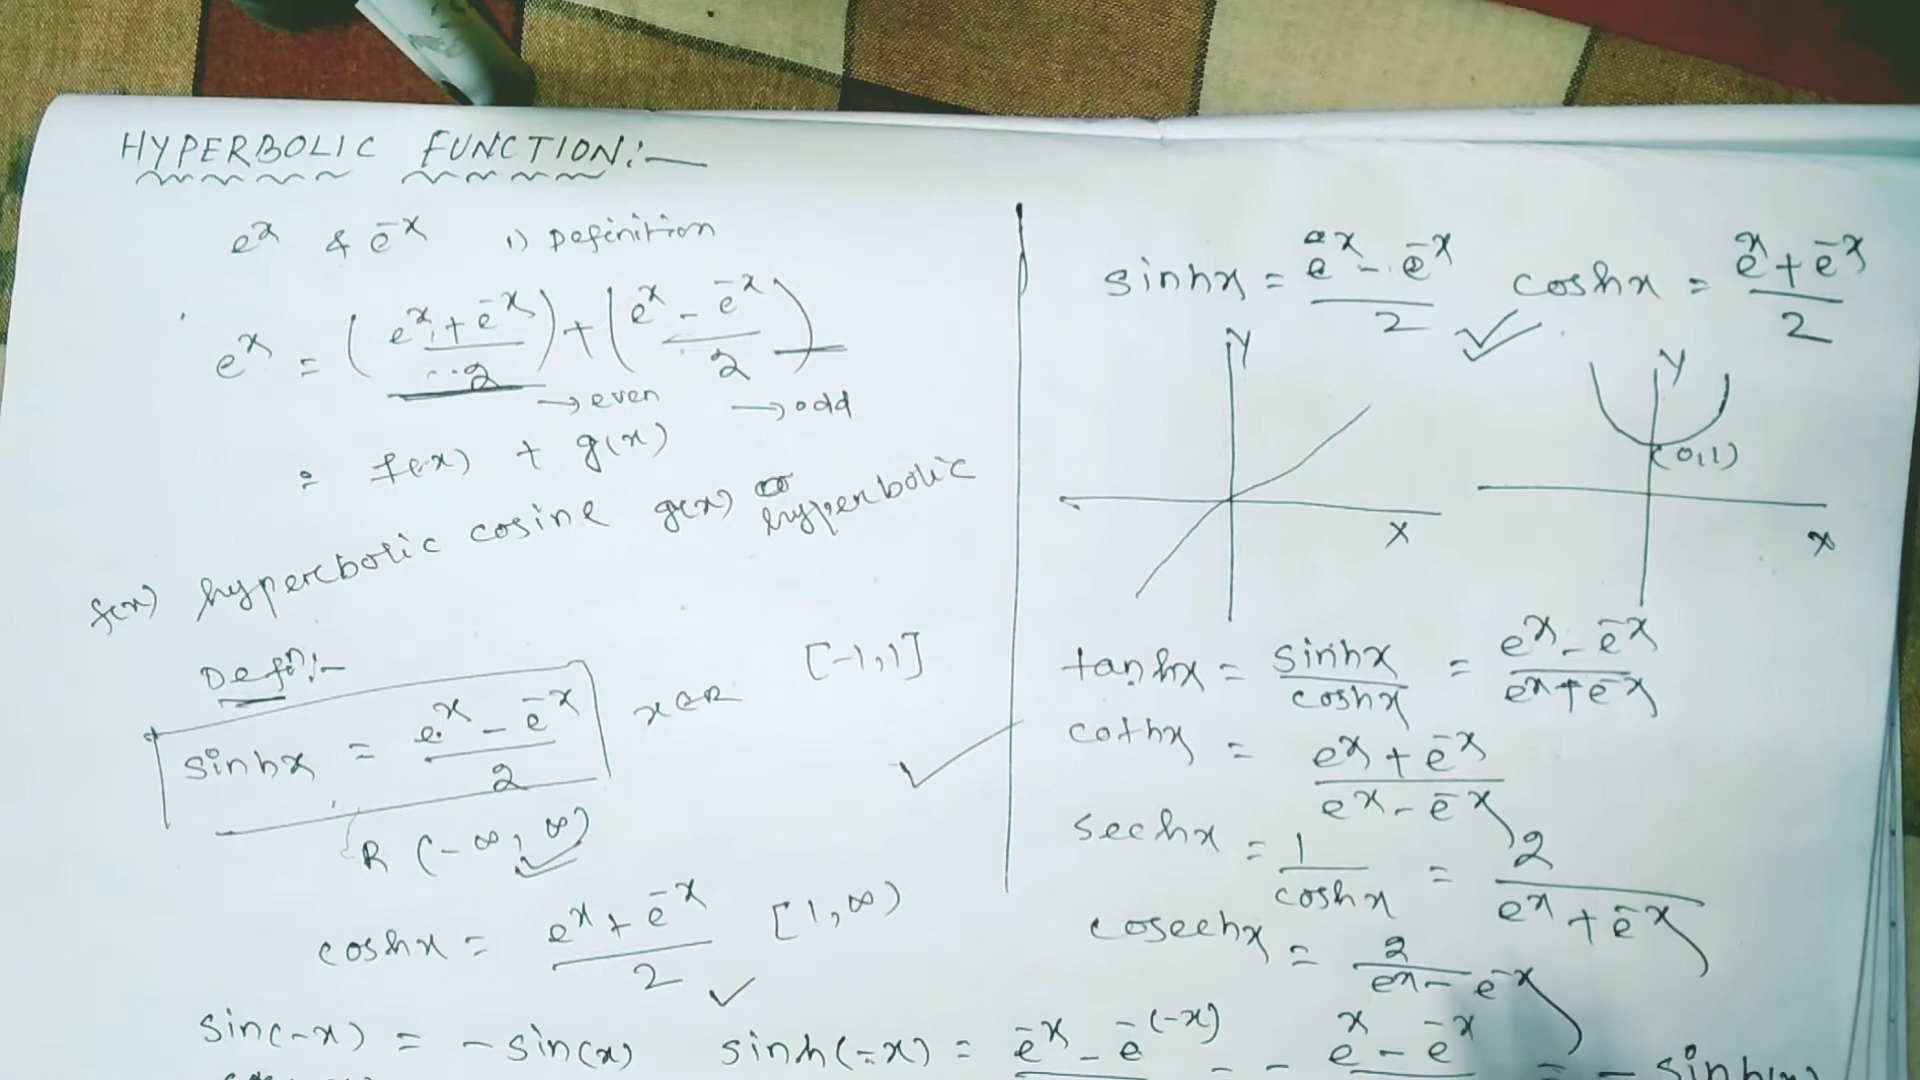 HYPERBOLIC FUNCTION:—
e^x & e^-x 1) Definition
e^x = ((e^x + e^-x)/2) + ((e^x - e^-x)/2)
→ even → odd
= f(x) + g(x)
f(x) hyperbolic cosine g(x) hyperbolic
Defn:-
sinhx = (e^x - e^-x)/2 x∈R [-1,1]
R (-∞, ∞)
coshx = (e^x + e^-x)/2 [1,∞)
sin(-x) = -sin(x) sinh(-x) = e^-x - e^-(-x) = - e^x - e^-x = - sinh(x)
sinhx = (e^x - e^-x)/2 coshx = (e^x + e^-x)/2
Y Y
(0,1)
X X
tanhx = sinhx/coshx = (e^x - e^-x)/(e^x + e^-x)
cothx = (e^x + e^-x)/(e^x - e^-x)
sechx = 1/coshx = 2/(e^x + e^-x)
cosechx = 2/(e^x - e^-x)